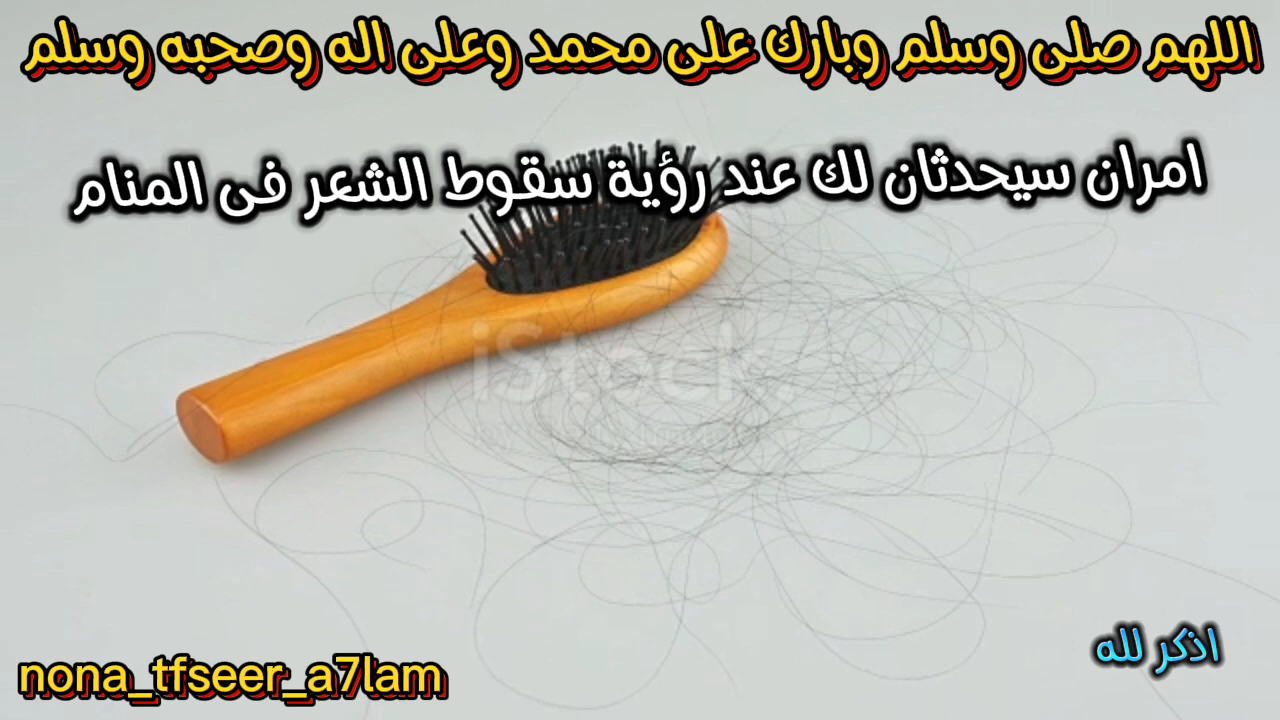 اللهم صلى وسلم وبارك على محمد وعلى اله وصحبه وسلم
امران سيحدثان لك عند رؤية سقوط الشعر فى المنام
iStock
اذكر لله
nona_tfseer_a7lam